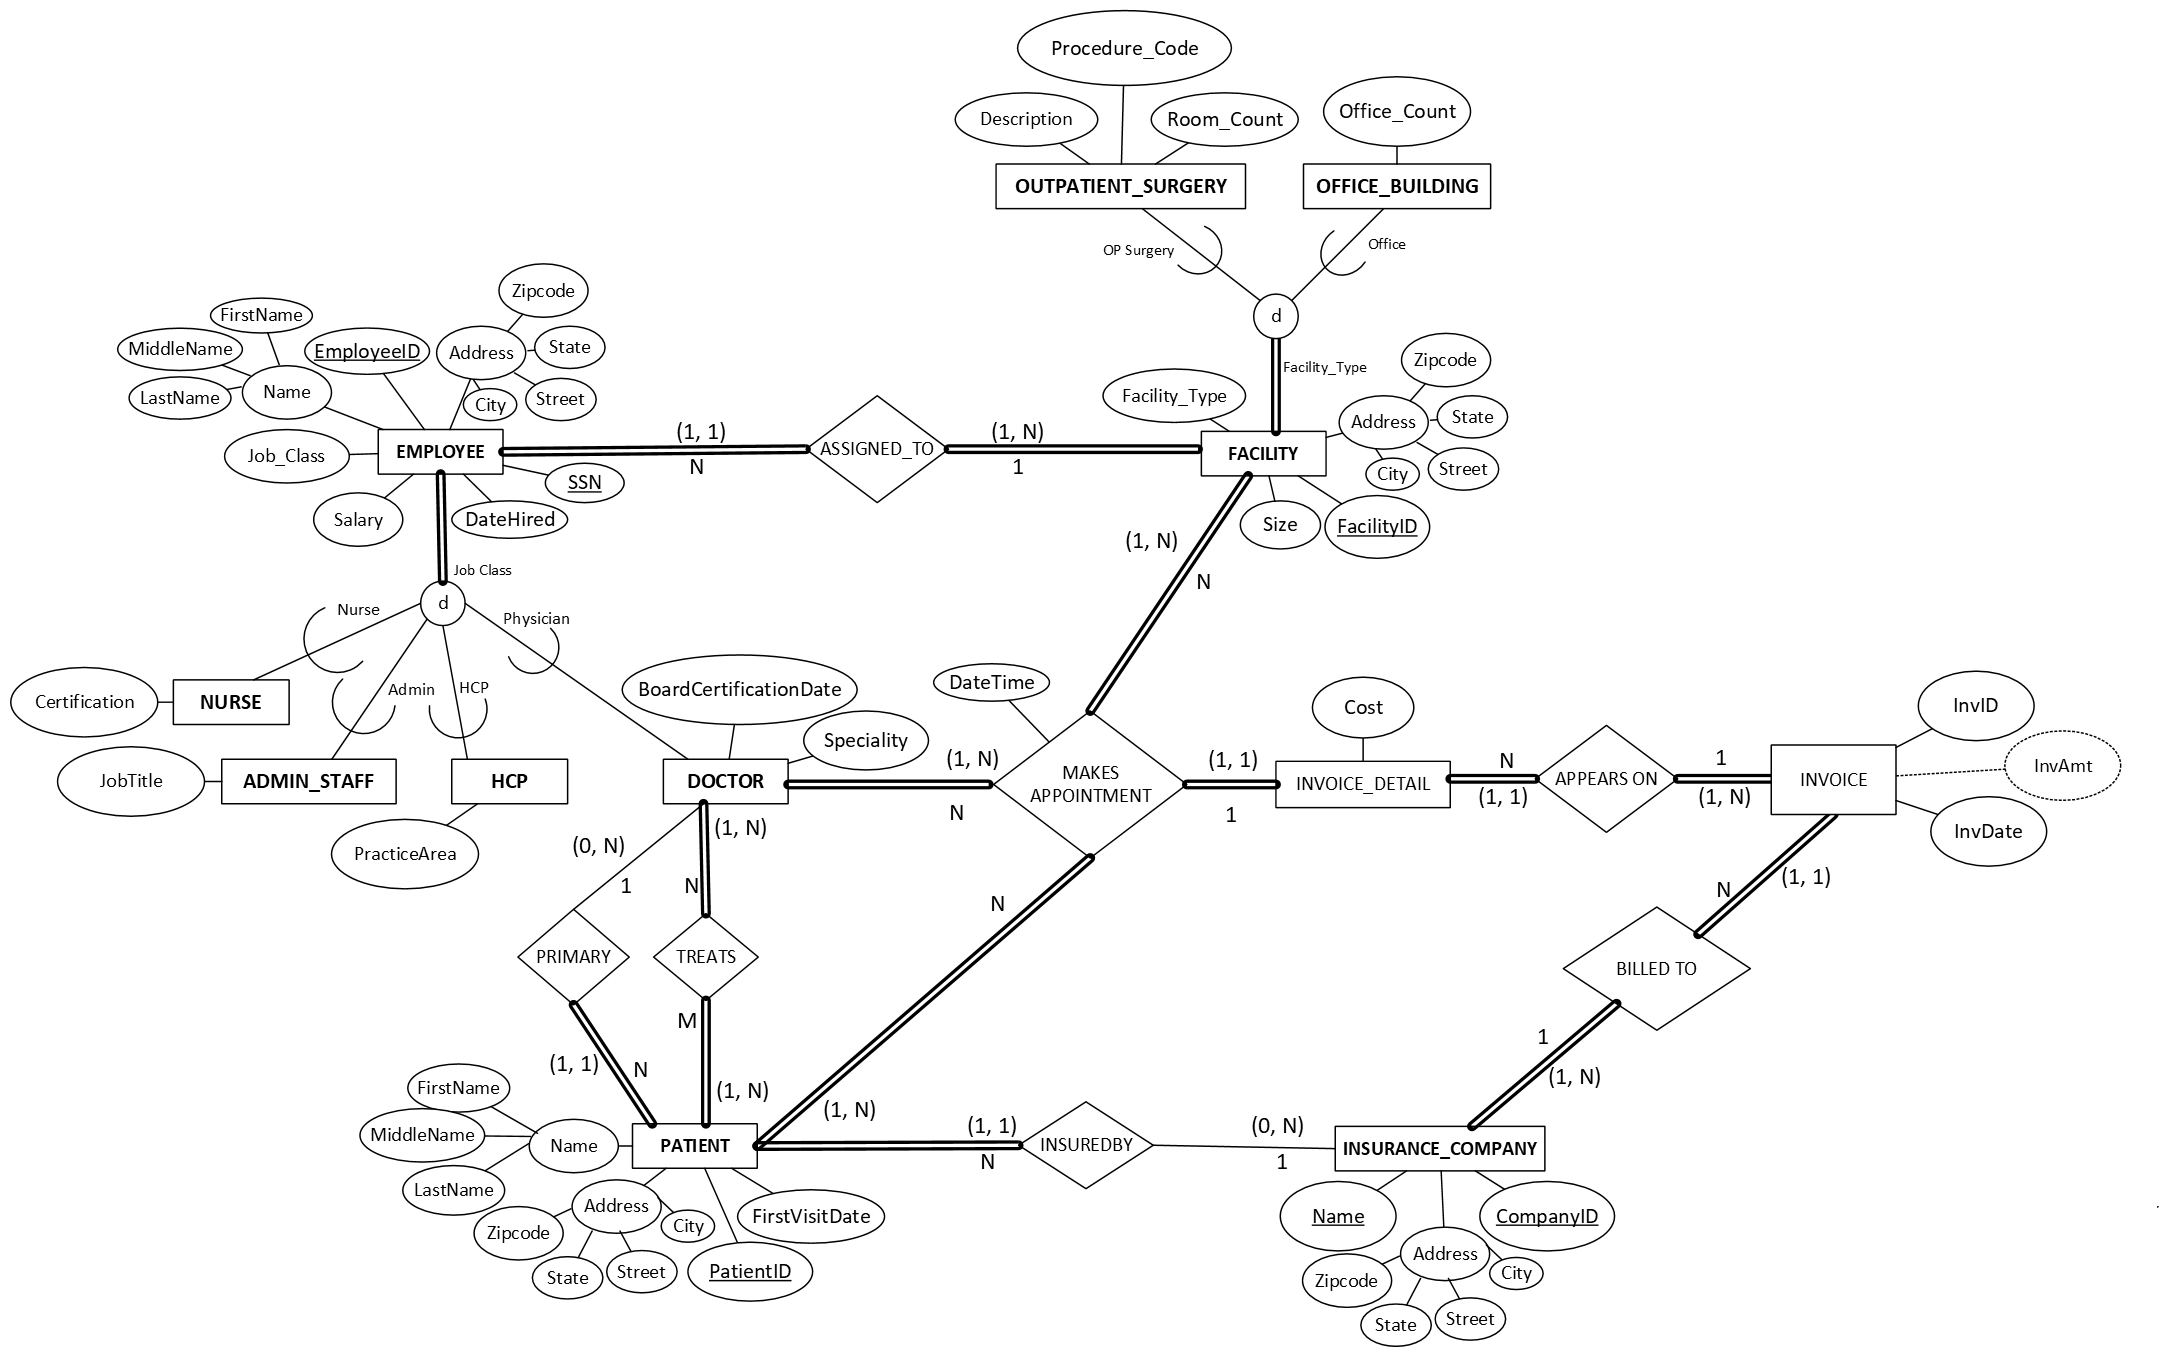 Procedure_Code
Description
Room_Count
Office_Count
OUTPATIENT_SURGERY
OFFICE_BUILDING
OP Surgery
Office
d
Facility_Type
Zipcode
FirstName
MiddleName
EmployeeID
Address
State
LastName
Name
City
Street
Facility_Type
Zipcode
Address
State
City
Street
EMPLOYEE
(1, 1)
N
ASSIGNED_TO
(1, N)
1
FACILITY
Job_Class
SSN
Salary
DateHired
Size
FacilityID
Job Class
d
Nurse
Physician
Admin
HCP
(1, N)
N
Certification
NURSE
BoardCertificationDate
Speciality
DateTime
Cost
InvID
JobTitle
ADMIN_STAFF
HCP
DOCTOR
(1, N)
N
MAKES
APPOINTMENT
(1, 1)
1
INVOICE_DETAIL
N
(1, 1)
APPEARS ON
1
(1, N)
INVOICE
InvAmt
InvDate
PracticeArea
(0, N)
1
(1, N)
N
N
N
(1, 1)
PRIMARY
TREATS
BILLED TO
M
1
(1, N)
(1, 1)
N
(1, N)
(1, N)
FirstName
MiddleName
LastName
Name
PATIENT
(1, 1)
N
INSUREDBY
(0, N)
1
INSURANCE_COMPANY
Address
Zipcode
State
Street
City
FirstVisitDate
PatientID
Name
CompanyID
Address
Zipcode
State
Street
City